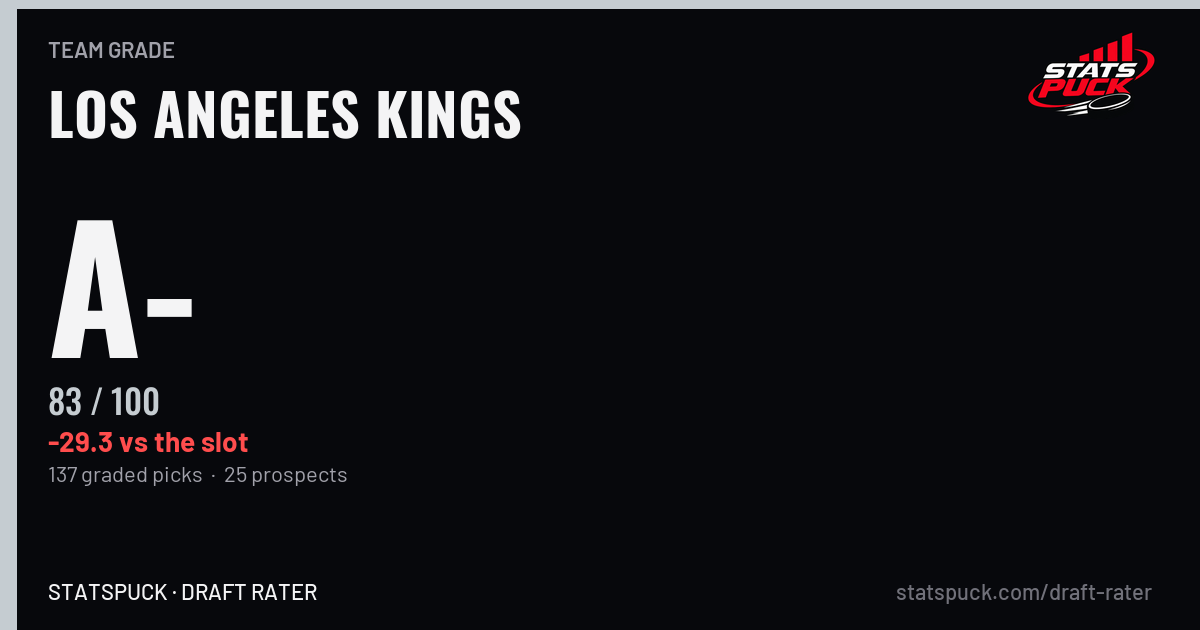 TEAM GRADE
LOS ANGELES KINGS
STATS
PUCK
A-
83 / 100
-29.3 vs the slot
137 graded picks · 25 prospects
STATSPUCK · DRAFT RATER
statspuck.com/draft-rater